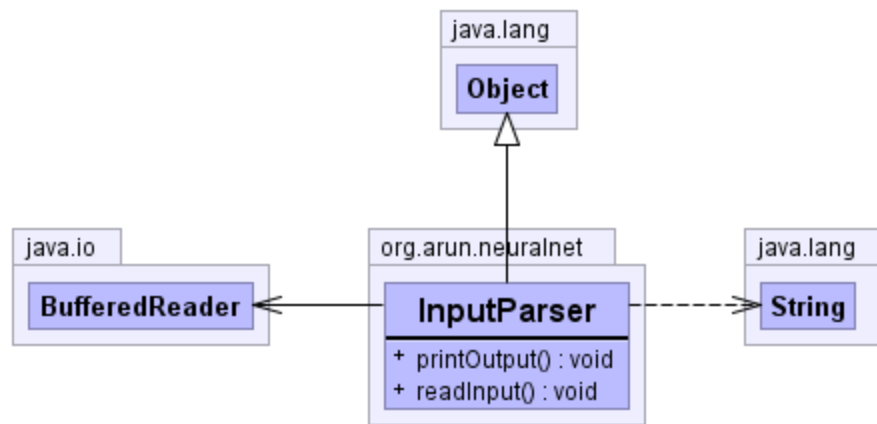 java.lang
Object
java.io
BufferedReader
org.arun.neuralnet
InputParser
+ printOutput() : void
+ readInput() : void
java.lang
String